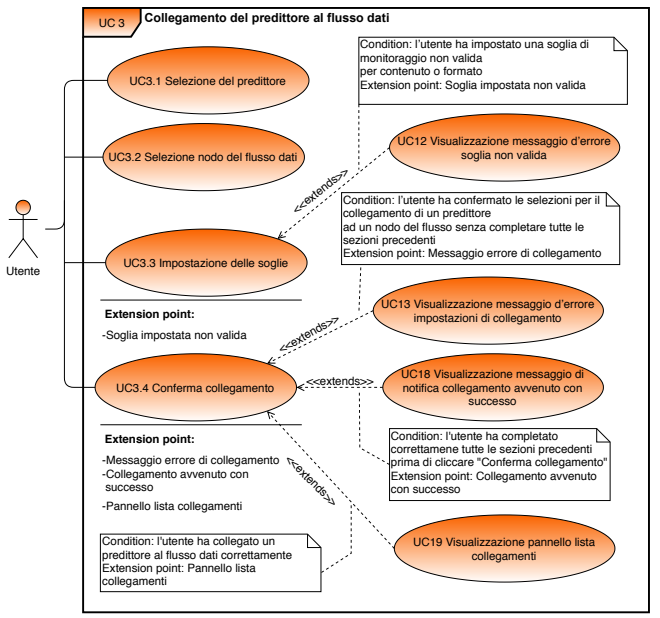 UC 3
Collegamento del predittore al flusso dati
Condition: l'utente ha impostato una soglia di
monitoraggio non valida
per contenuto o formato
Extension point: Soglia impostata non valida
UC3.1 Selezione del predittore
UC12 Visualizzazione messaggio d'errore
soglia non valida
UC3.2 Selezione nodo del flusso dati
<<extends>>
Condition: l'utente ha confermato le selezioni per il
collegamento di un predittore
ad un nodo del flusso senza completare tutte le
sezioni precedenti
Extension point: Messaggio errore di collegamento
Utente
UC3.3 Impostazione delle soglie
Extension point:
-Soglia impostata non valida
UC13 Visualizzazione messaggio d'errore
impostazioni di collegamento
<<extends>>
UC3.4 Conferma collegamento
<<extends>>
UC18 Visualizzazione messaggio di
notifica collegamento avvenuto con
successo
Extension point:
-Messaggio errore di collegamento
-Collegamento avvenuto con
successo
-Pannello lista collegamenti
<<extends>>
Condition: l'utente ha completato
correttamene tutte le sezioni precedenti
prima di cliccare "Conferma collegamento"
Extension point: Collegamento avvenuto
con successo
Condition: l'utente ha collegato un
predittore al flusso dati correttamente
Extension point: Pannello lista
collegamenti
UC19 Visualizzazione pannello lista
collegamenti